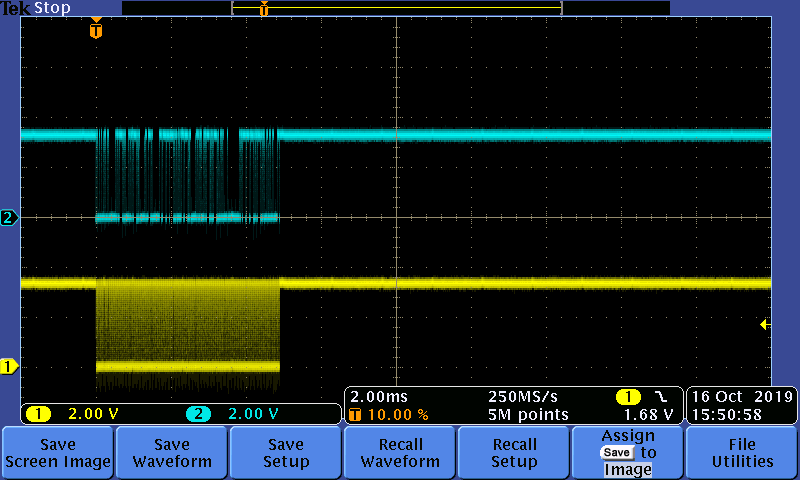 Tek Stop
T
T
2
1
1 2.00 V 2 2.00 V
2.00ms 250MS/s 1
T 10.00 % 5M points 1.68 V
16 Oct 2019
15:50:58
Save
Screen Image
Save
Waveform
Save
Setup
Recall
Waveform
Recall
Setup
Assign
Save to
Image
File
Utilities